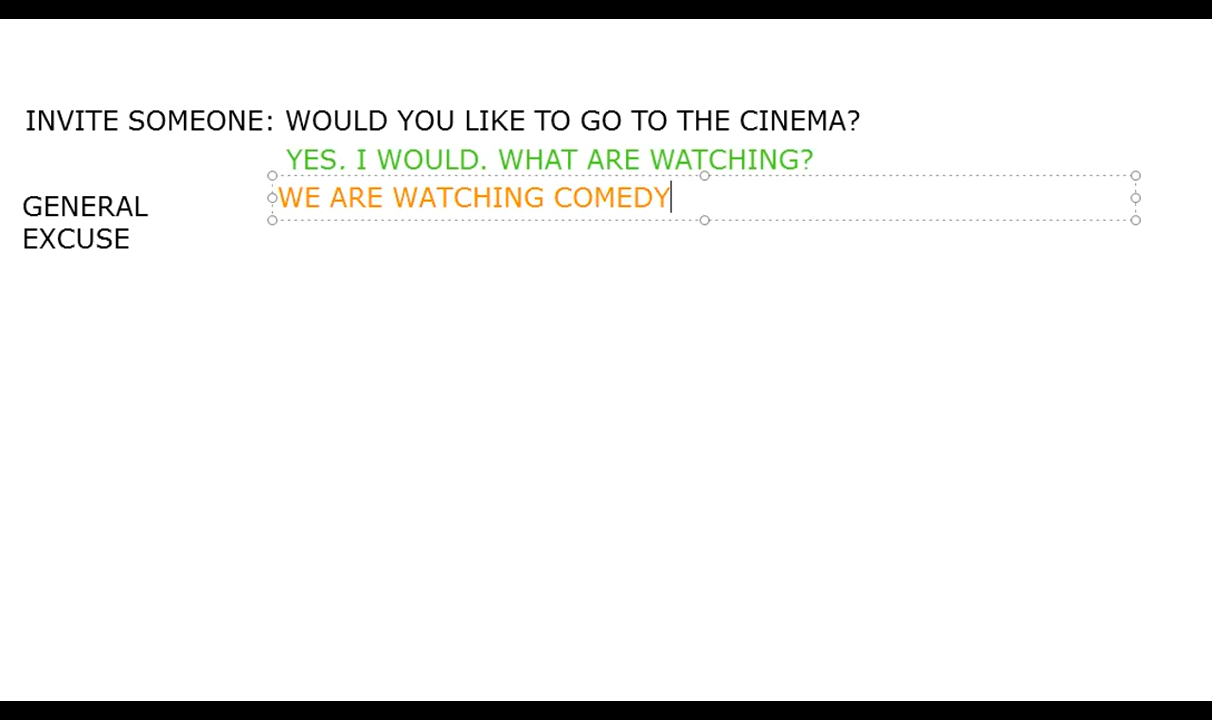 INVITE SOMEONE: WOULD YOU LIKE TO GO TO THE CINEMA?
YES. I WOULD. WHAT ARE WATCHING?
WE ARE WATCHING COMEDY
GENERAL
EXCUSE